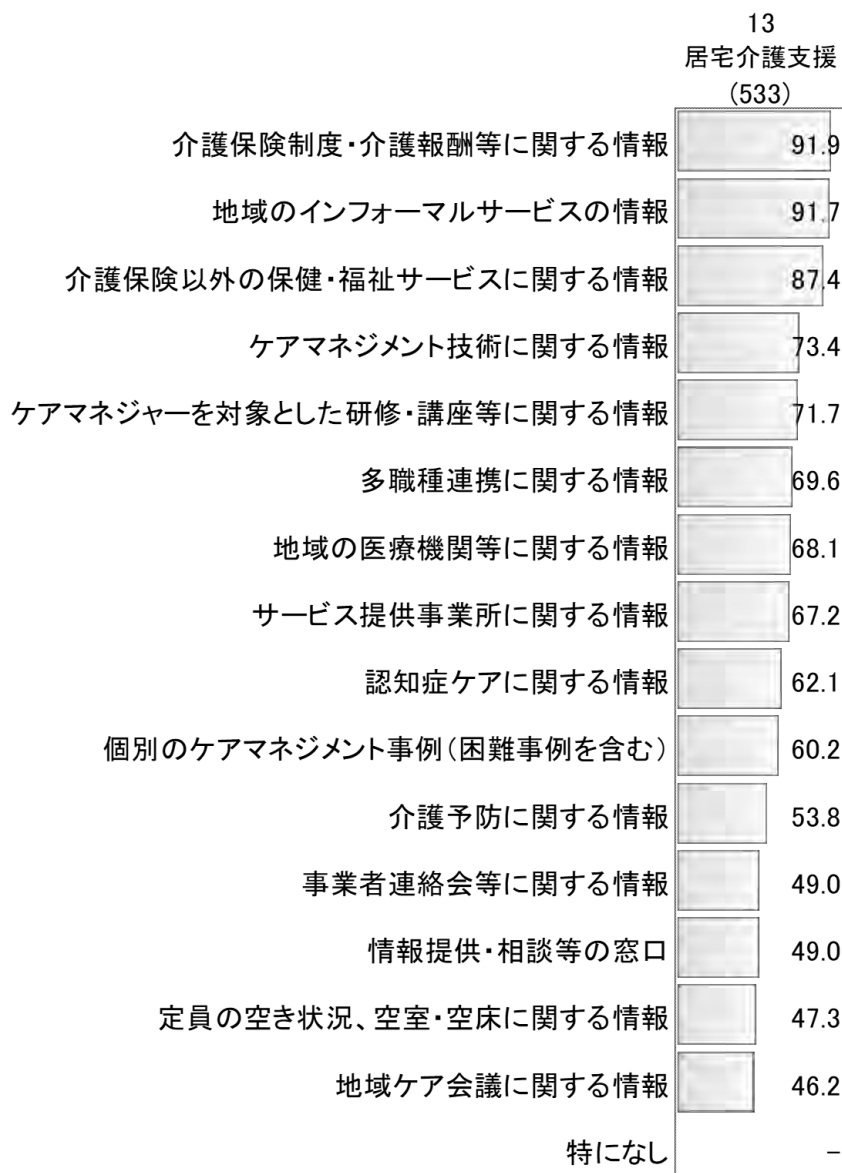 13
居宅介護支援
(533)
介護保険制度・介護報酬等に関する情報 91.9
地域のインフォーマルサービスの情報 91.7
介護保険以外の保健・福祉サービスに関する情報 87.4
ケアマネジメント技術に関する情報 73.4
ケアマネジャーを対象とした研修・講座等に関する情報 71.7
多職種連携に関する情報 69.6
地域の医療機関等に関する情報 68.1
サービス提供事業所に関する情報 67.2
認知症ケアに関する情報 62.1
個別のケアマネジメント事例(困難事例を含む) 60.2
介護予防に関する情報 53.8
事業者連絡会等に関する情報 49.0
情報提供・相談等の窓口 49.0
定員の空き状況、空室・空床に関する情報 47.3
地域ケア会議に関する情報 46.2
特になし –